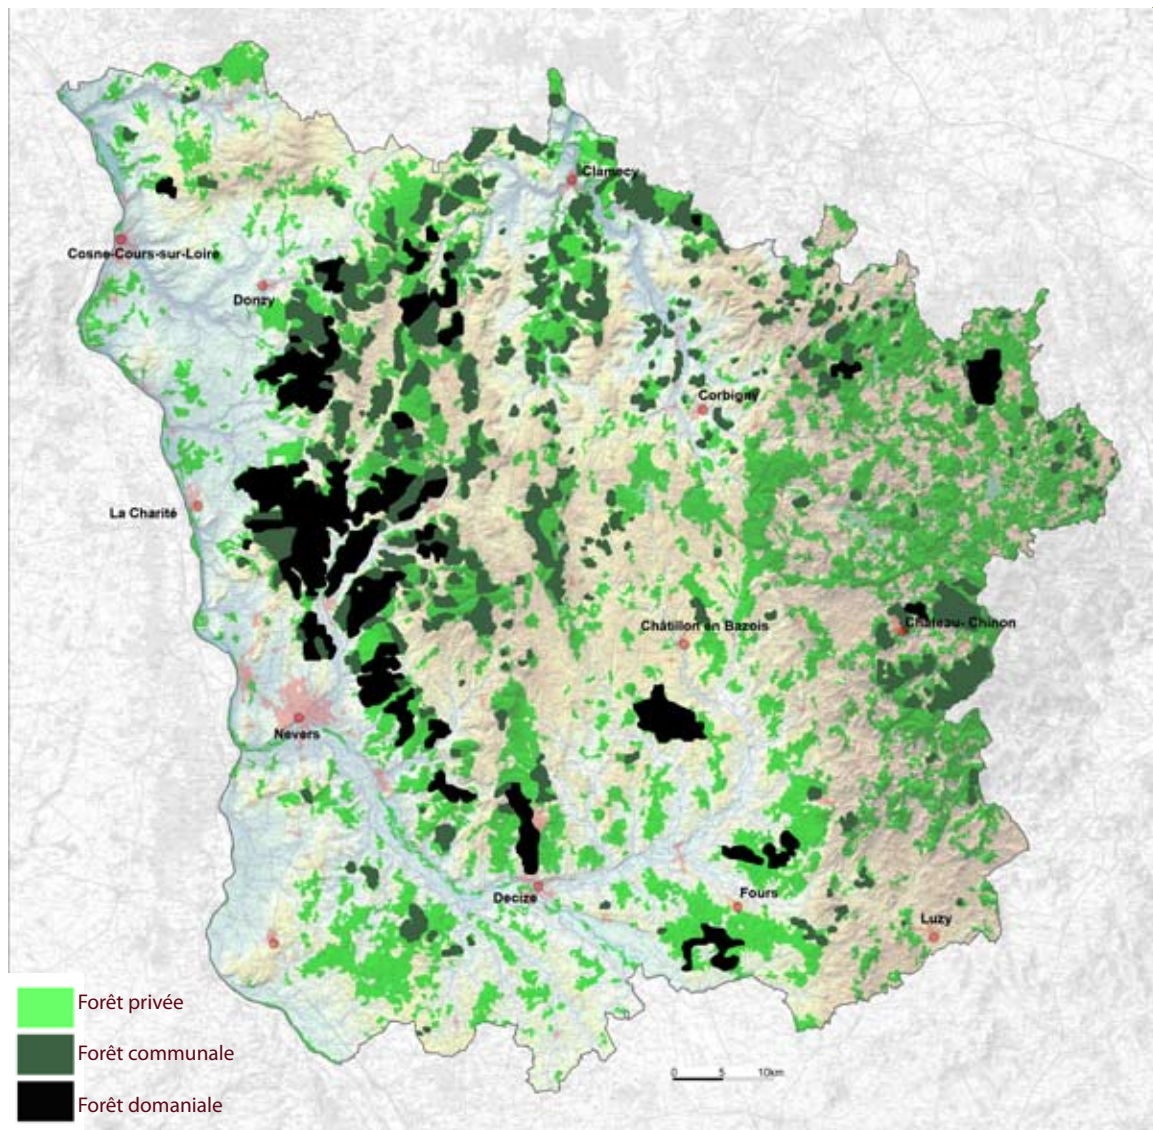 Clamecy
Cosne-Cours-sur-Loire
Donzy
Corbigny
La Charité
Châtillon en Bazois
Château- Chinon
Nevers
Decize
Fours
Luzy
Forêt privée
Forêt communale
Forêt domaniale
0 5 10km